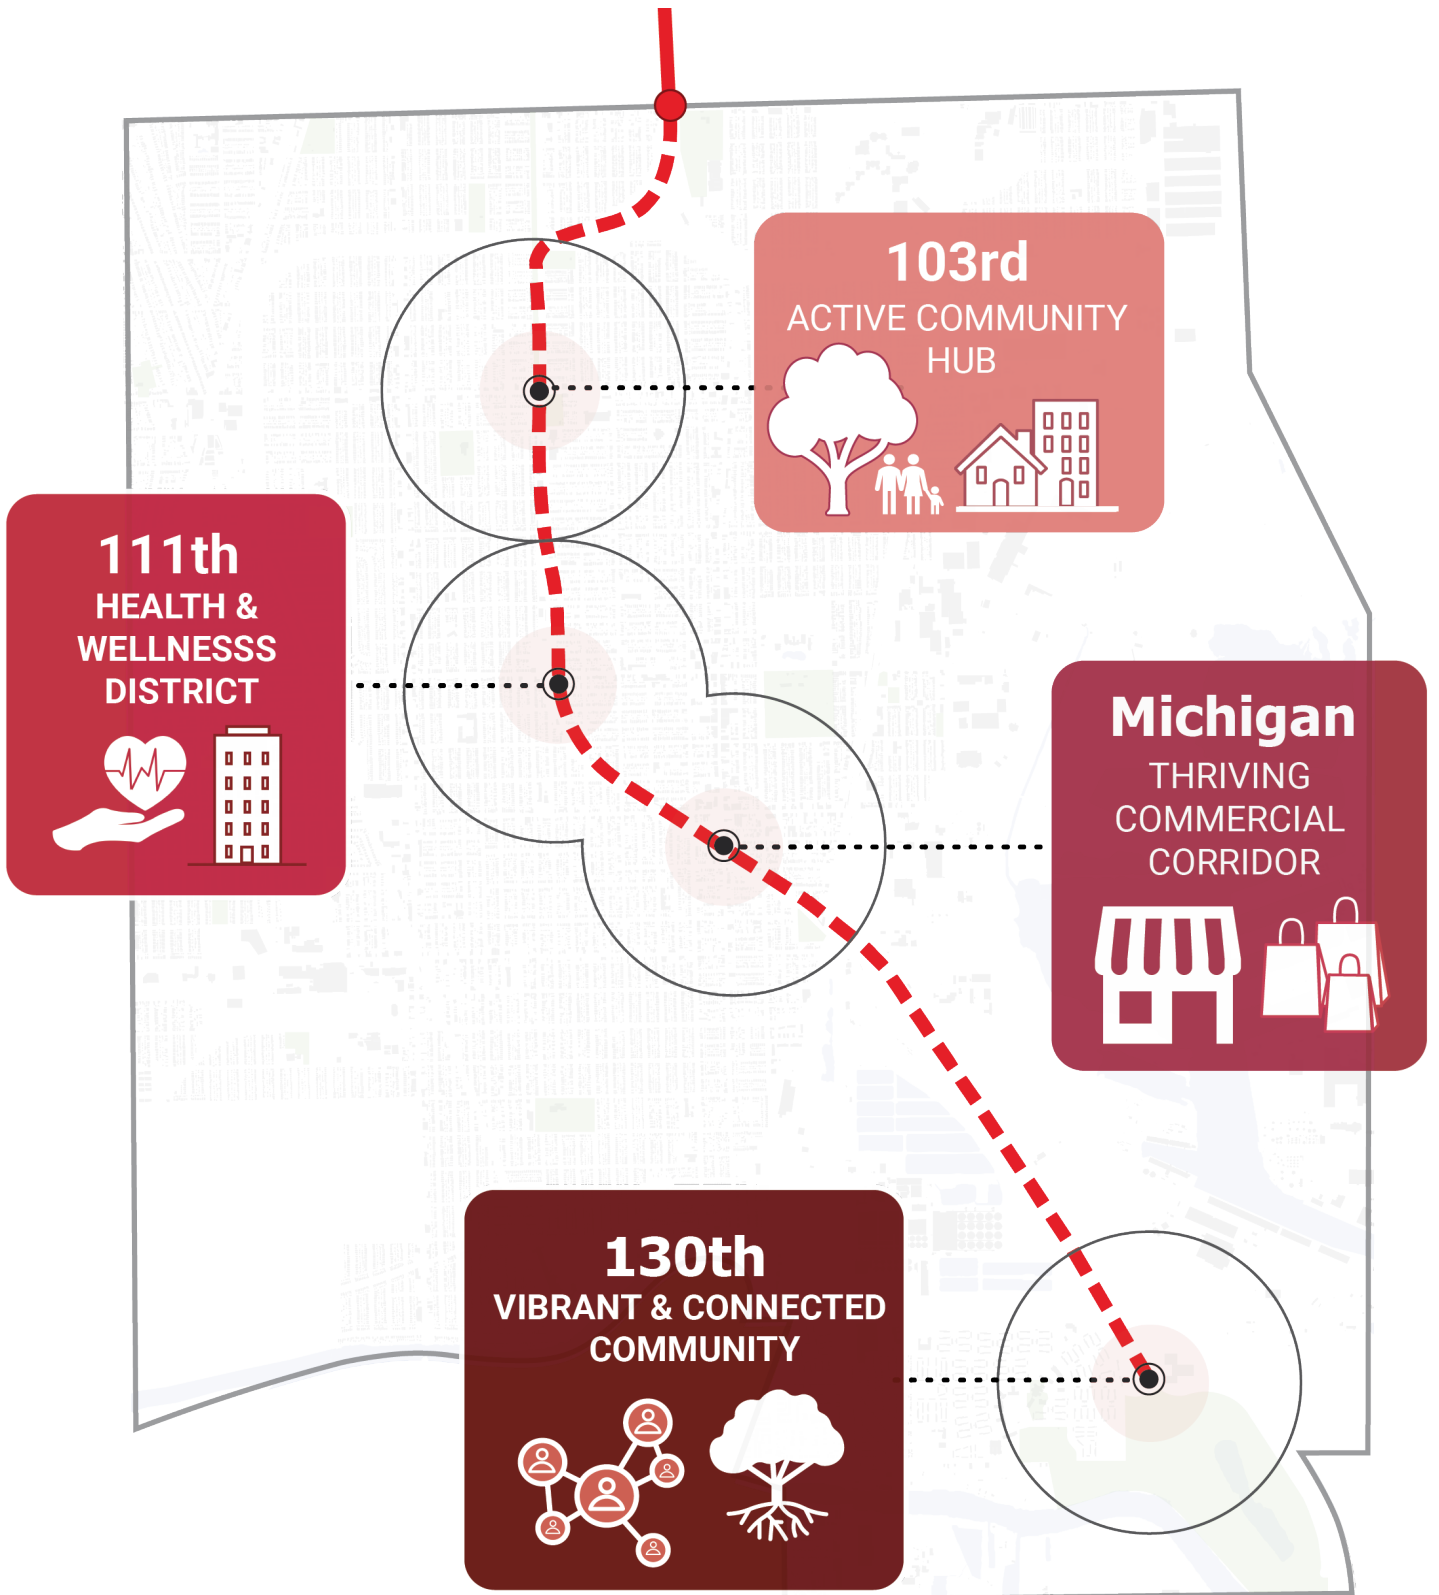 103rd
ACTIVE COMMUNITY
HUB
111th
HEALTH &
WELLNESSS
DISTRICT
Michigan
THRIVING
COMMERCIAL
CORRIDOR
130th
VIBRANT & CONNECTED
COMMUNITY